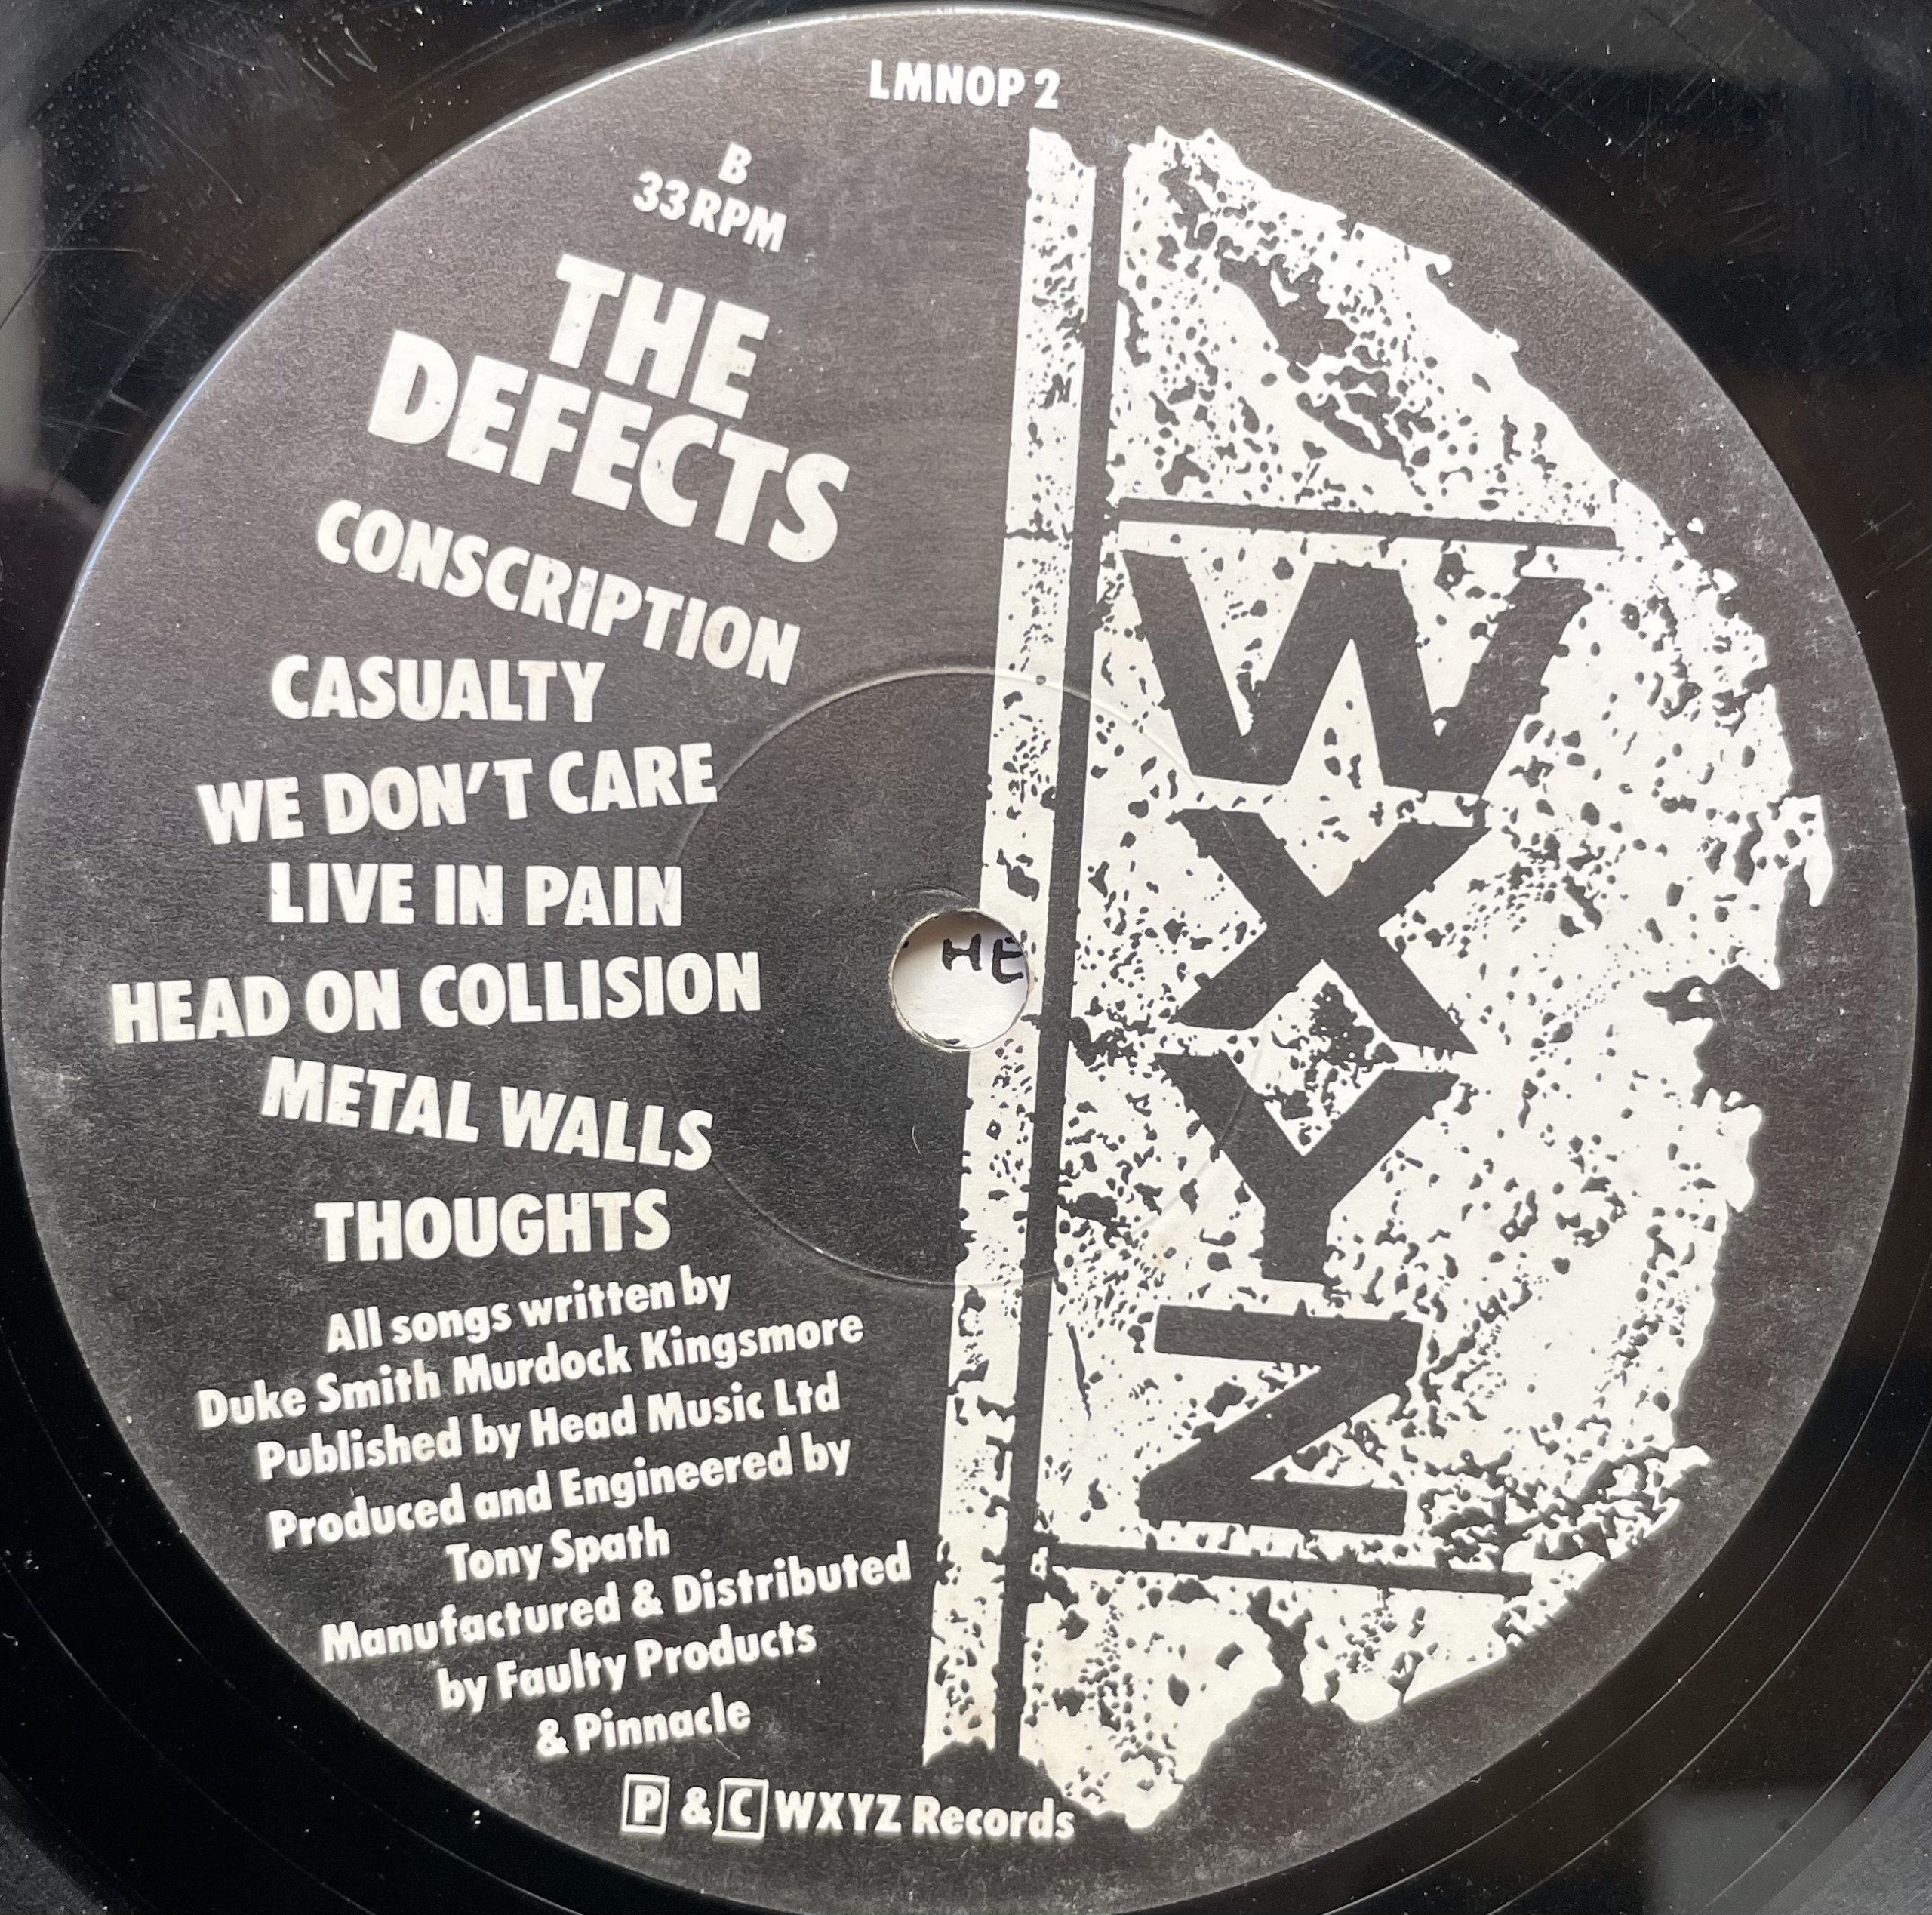 LMNOP 2
B
33 RPM
THE
DEFECTS
CONSCRIPTION
CASUALTY
WE DON'T CARE
LIVE IN PAIN
HEAD ON COLLISION
METAL WALLS
THOUGHTS
All songs written by
Duke Smith Murdock Kingsmore
Published by Head Music Ltd
Produced and Engineered by
Tony Spath
Manufactured & Distributed
by Faulty Products
& Pinnacle
P & C WXYZ Records
WXYZ
HE